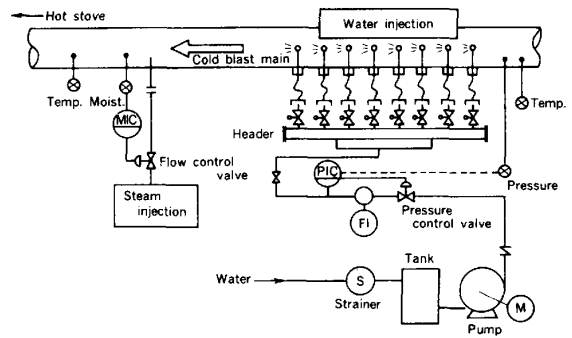 Hot stove
Water injection
Cold blast main
Temp. Moist.
Temp.
MIC
Header
Flow control
valve
PIC
Pressure
Steam
injection
FI
Pressure
control valve
Tank
Water
S
Strainer
M
Pump